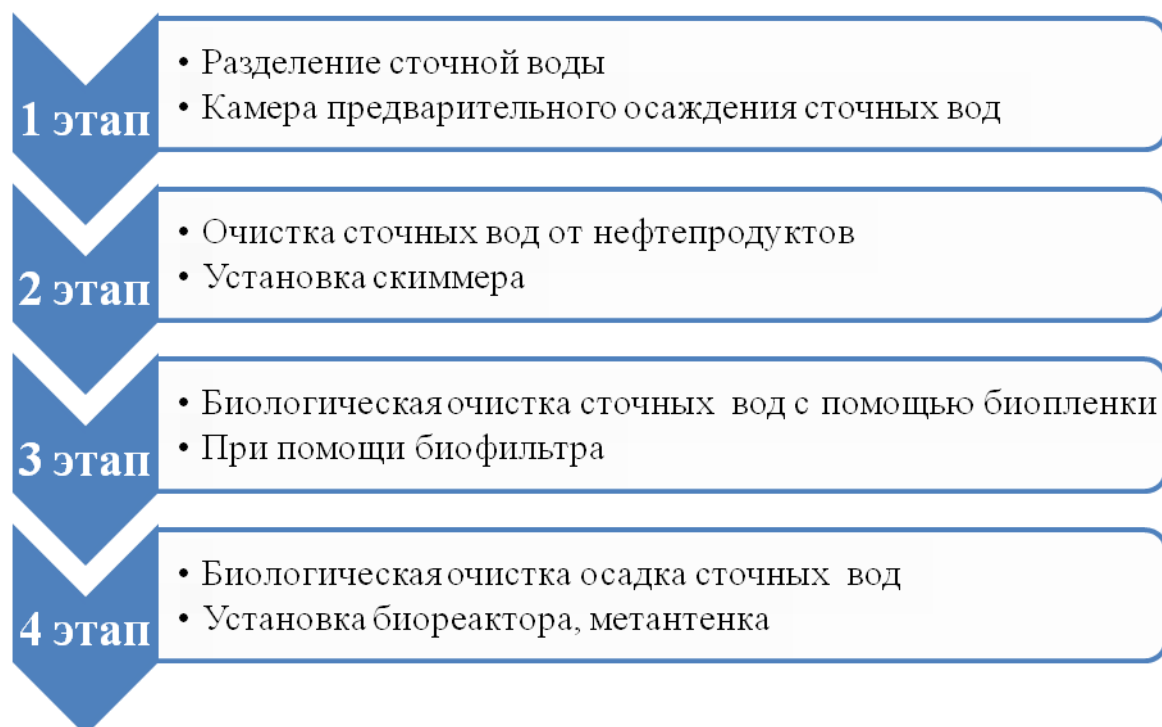 1 этап
Разделение сточной воды
Камера предварительного осаждения сточных вод
2 этап
Очистка сточных вод от нефтепродуктов
Установка скиммера
3 этап
Биологическая очистка сточных вод с помощью биопленки
При помощи биофильтра
4 этап
Биологическая очистка осадка сточных вод
Установка биореактора, метантенка